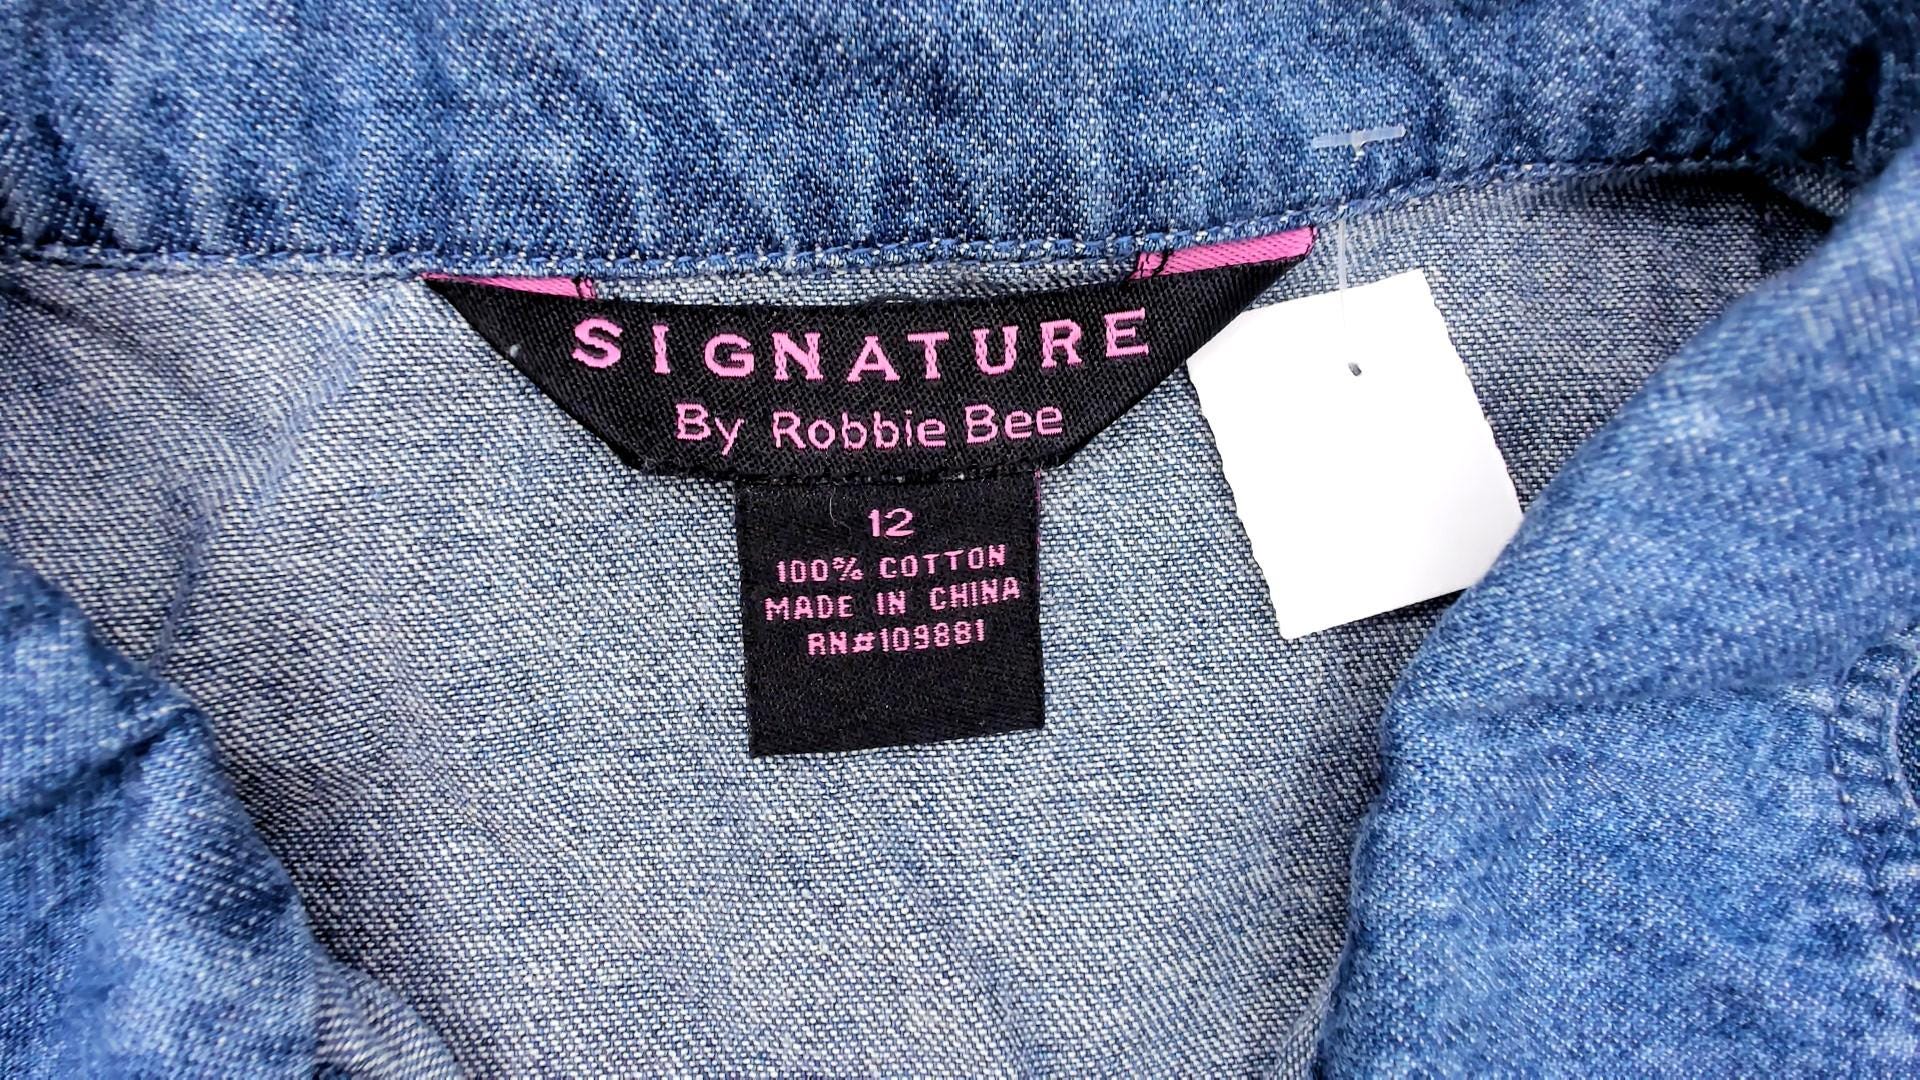 SIGNATURE
By Robbie Bee
12
100% COTTON
MADE IN CHINA
RN#109881